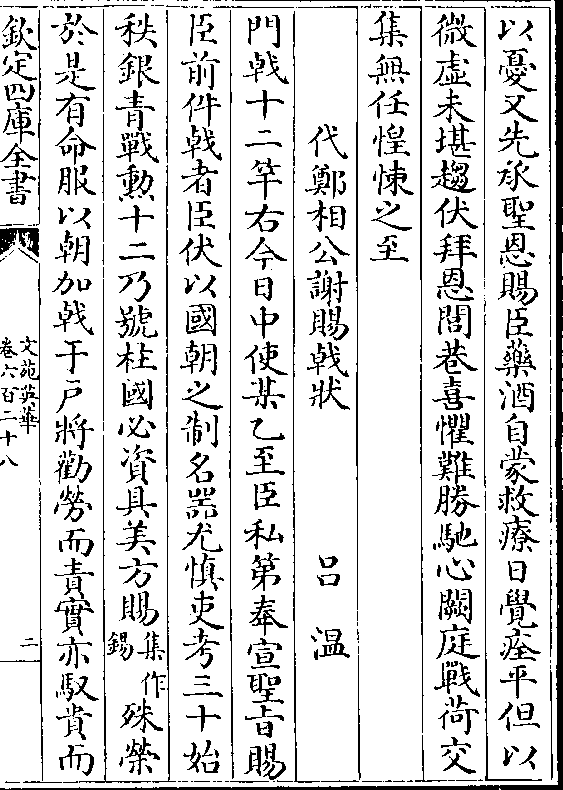 以憂又先承聖恩賜臣藥酒自蒙救療日覺痊平但以
微虛未堪趨伏拜恩閭巷喜懼難勝馳心闕庭戰荷交
集無任惶悚之至
代鄭相公謝賜戟狀　吕溫
門戟十二竿右今日中使某乙至臣私第奉宣聖旨賜
臣前件戟者臣伏以國朝之制名器尤慎吏考三十始
秩銀青戰勳十二乃號柱國必資具美方賜集作錫殊榮
於是有命服以朝加戟于戸將勸勞而責實亦馭貴而
欽定四庫全書
文苑英華
卷六百二十八
二